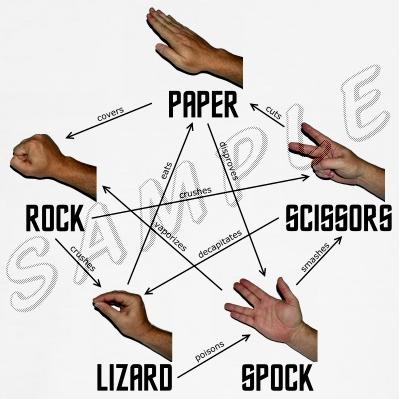 PAPER
covers
cuts
eats
disproves
crushes
ROCK
SCISSORS
vaporizes
decapitates
crushes
smashes
LIZARD
poisons
SPOCK
SAMPLE